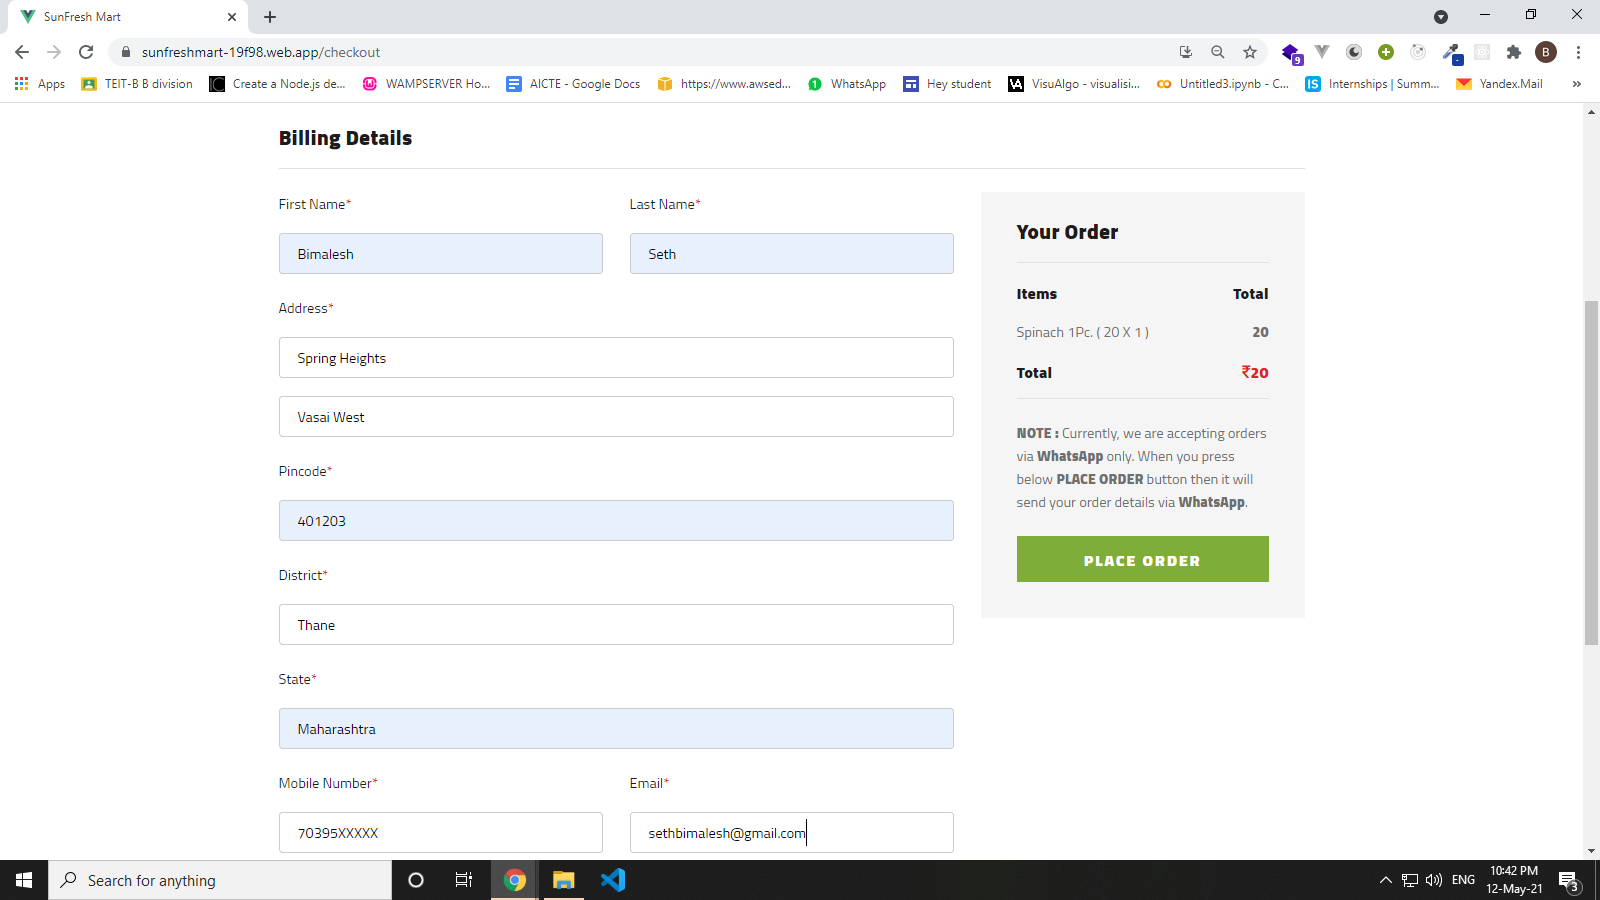 SunFresh Mart
sunfreshmart-19f98.web.app/checkout
9
B
Apps
TEIT-B B division
Create a Node.js de...
WAMPSERVER Ho...
AICTE - Google Docs
https://www.awsed...
1
WhatsApp
Hey student
VisuAlgo - visualisi...
Untitled3.ipynb - C...
IS
Internships | Summ...
Yandex.Mail
»
Billing Details
First Name*
Last Name*
Bimalesh
Seth
Address*
Spring Heights
Vasai West
Pincode*
401203
District*
Thane
State*
Maharashtra
Mobile Number*
Email*
70395XXXXX
sethbimalesh@gmail.com
Your Order
Items Total
Spinach 1Pc. ( 20 X 1 ) 20
Total ₹20
NOTE : Currently, we are accepting orders
via WhatsApp only. When you press
below PLACE ORDER button then it will
send your order details via WhatsApp.
PLACE ORDER
Search for anything
ENG
10:42 PM
12-May-21
3